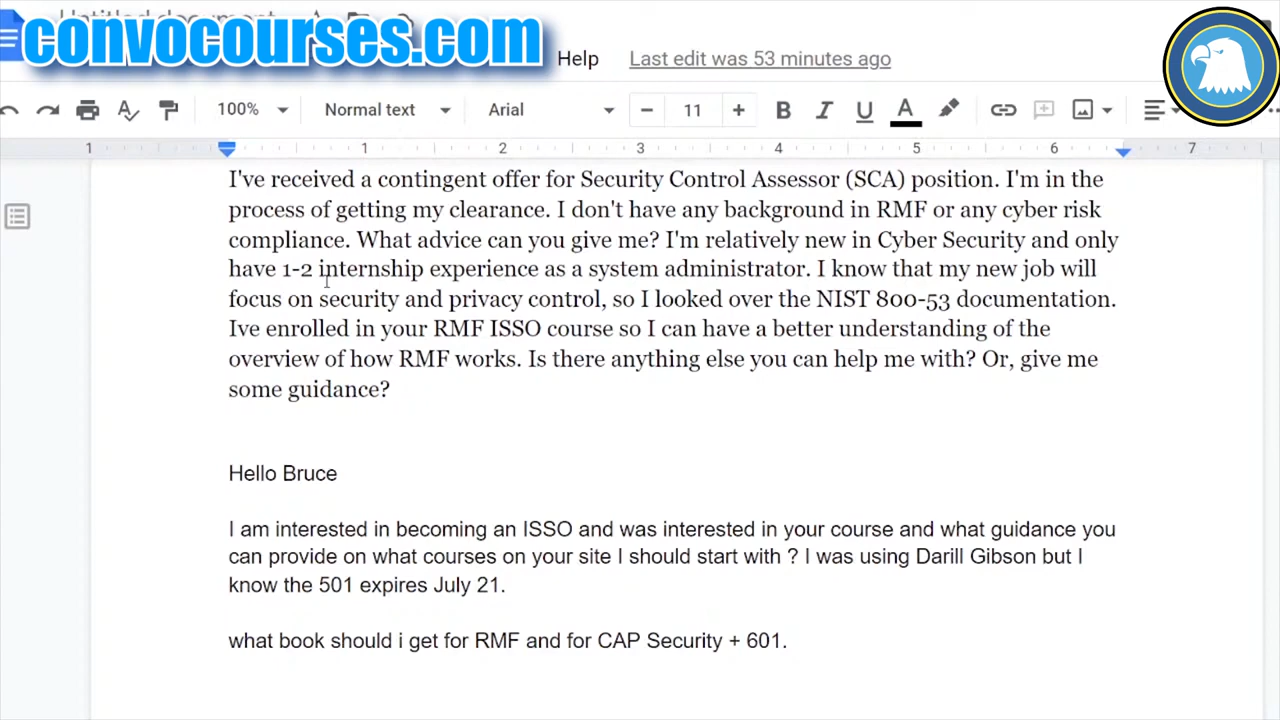 Untitled document
convocourses.com
Help Last edit was 53 minutes ago
100% Normal text Arial 11 B I U A
1 1 2 3 4 5 6 7
I've received a contingent offer for Security Control Assessor (SCA) position. I'm in the
process of getting my clearance. I don't have any background in RMF or any cyber risk
compliance. What advice can you give me? I'm relatively new in Cyber Security and only
have 1-2 internship experience as a system administrator. I know that my new job will
focus on security and privacy control, so I looked over the NIST 800-53 documentation.
Ive enrolled in your RMF ISSO course so I can have a better understanding of the
overview of how RMF works. Is there anything else you can help me with? Or, give me
some guidance?
Hello Bruce
I am interested in becoming an ISSO and was interested in your course and what guidance you
can provide on what courses on your site I should start with ? I was using Darill Gibson but I
know the 501 expires July 21.
what book should i get for RMF and for CAP Security + 601.